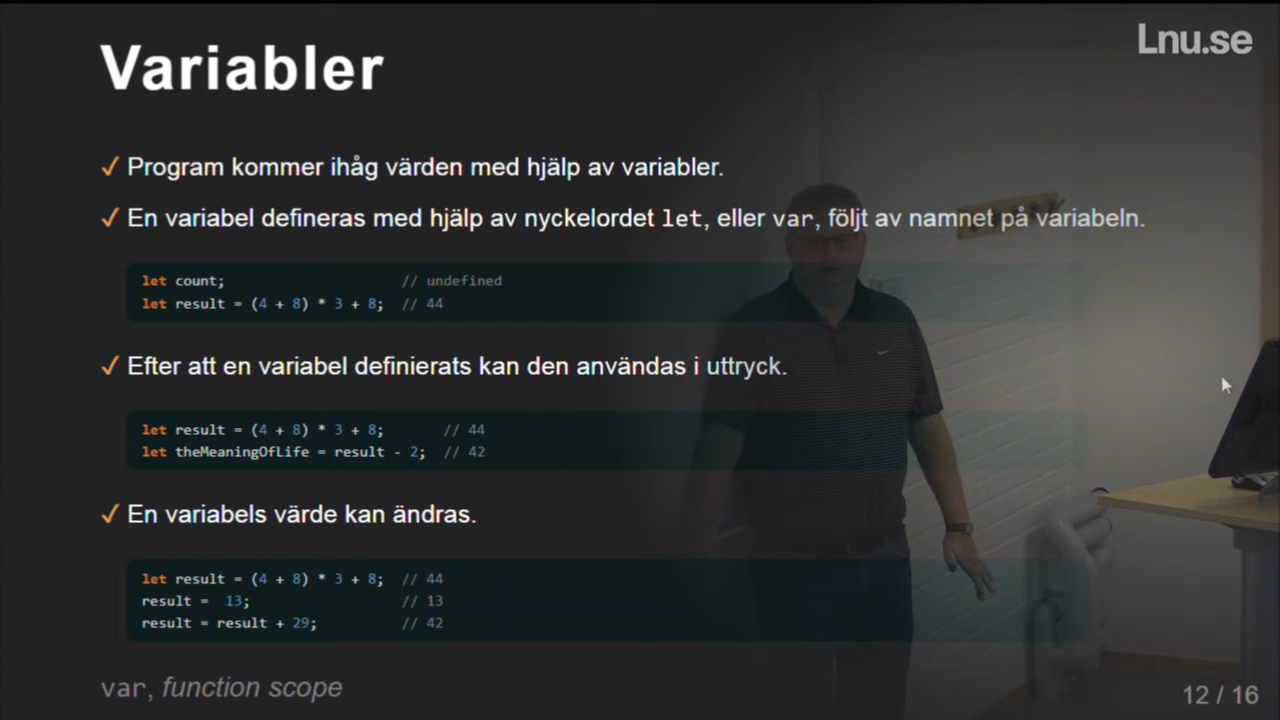 Lnu.se
Variabler
✓ Program kommer ihåg värden med hjälp av variabler.
✓ En variabel defineras med hjälp av nyckelordet let, eller var, följt av namnet på variabeln.
let count; // undefined
let result = (4 + 8) * 3 + 8; // 44
✓ Efter att en variabel definierats kan den användas i uttryck.
let result = (4 + 8) * 3 + 8; // 44
let theMeaningOfLife = result - 2; // 42
✓ En variabels värde kan ändras.
let result = (4 + 8) * 3 + 8; // 44
result = 13; // 13
result = result + 29; // 42
var, function scope
12 / 16